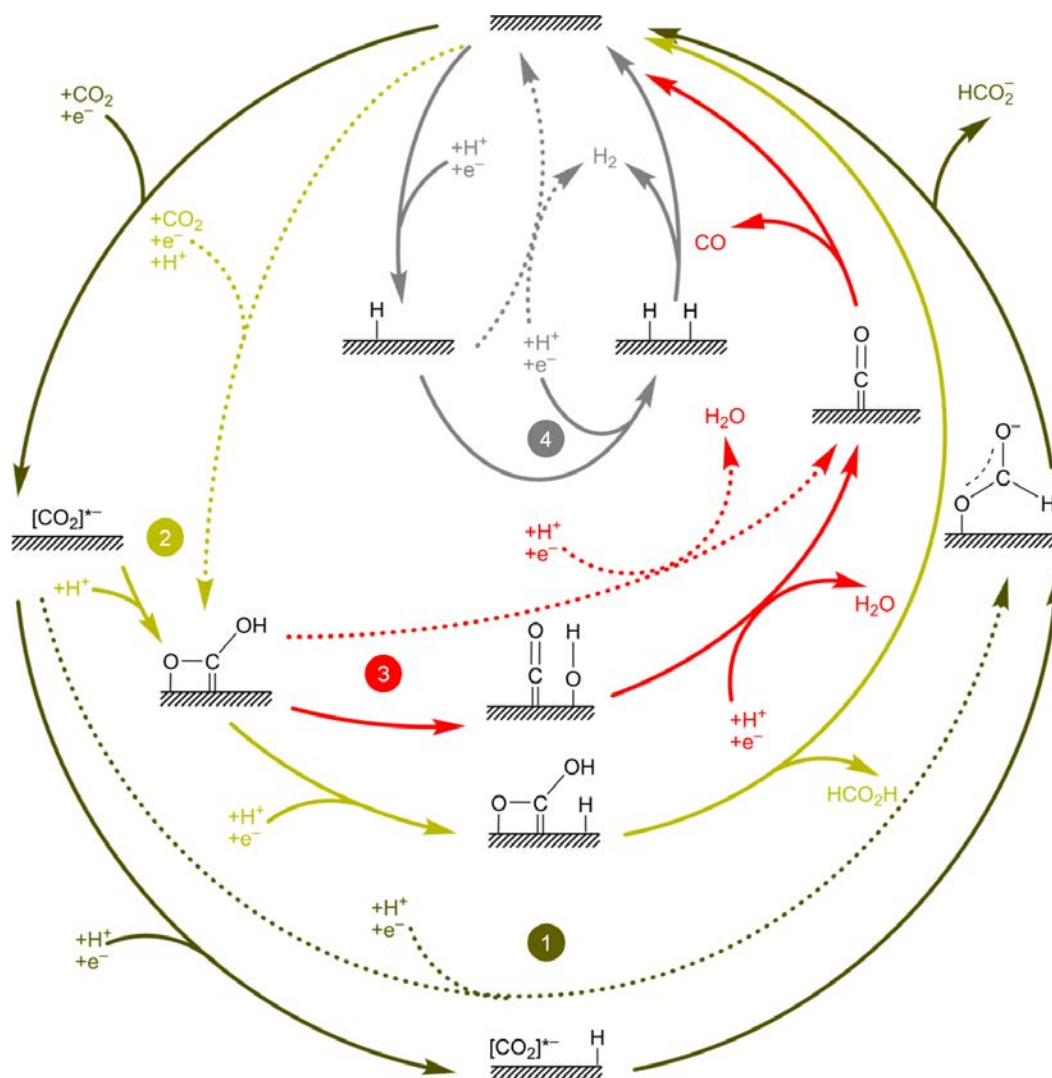 +CO₂
+e⁻
HCO₂⁻
+H⁺
+e⁻
H₂
+CO₂
+e⁻
+H⁺
CO
H
H H
+H⁺
+e⁻
O
C
4
H₂O
O⁻
C
O
H
[CO₂]*⁻
2
+H⁺
+H⁺
+e⁻
H₂O
OH
O C
3
O H
C O
+H⁺
+e⁻
OH
O C H
HCO₂H
+H⁺
+e⁻
+H⁺
+e⁻
1
+H⁺
+e⁻
[CO₂]*⁻ H